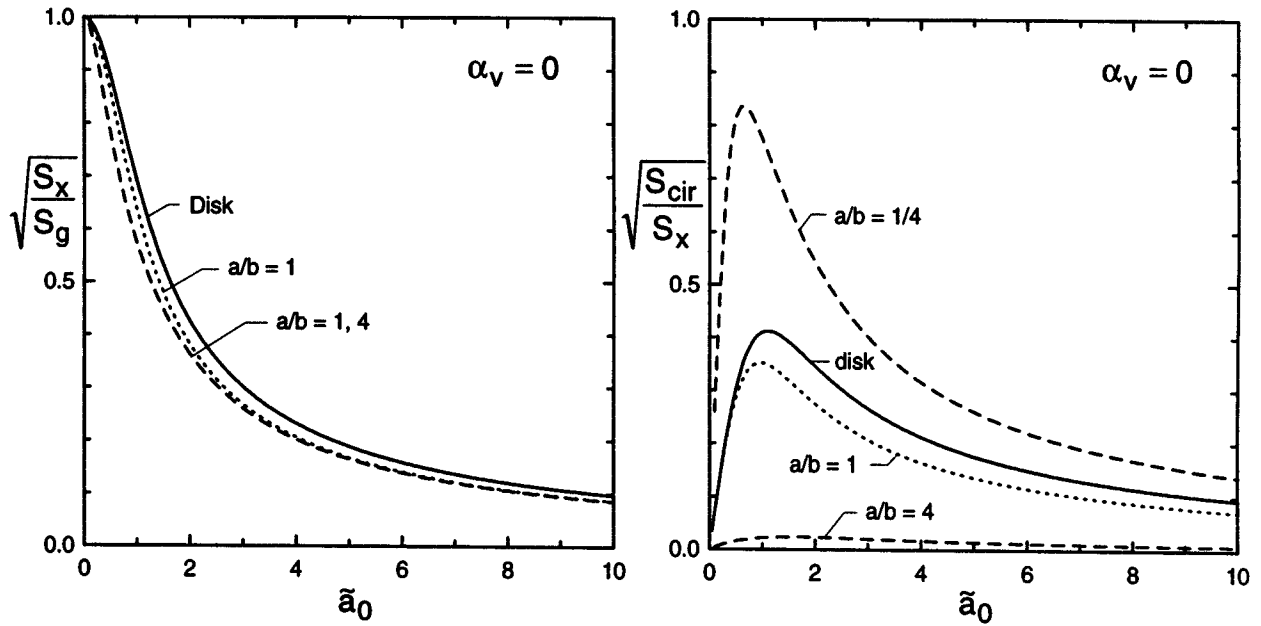 1.0
α_v = 0
√(S_x/S_g)
Disk
a/b = 1
0.5
a/b = 1, 4
0.0
0 2 4 6 8 10
ã_0
1.0
α_v = 0
√(S_cir/S_x)
a/b = 1/4
0.5
disk
a/b = 1
a/b = 4
0.0
0 2 4 6 8 10
ã_0